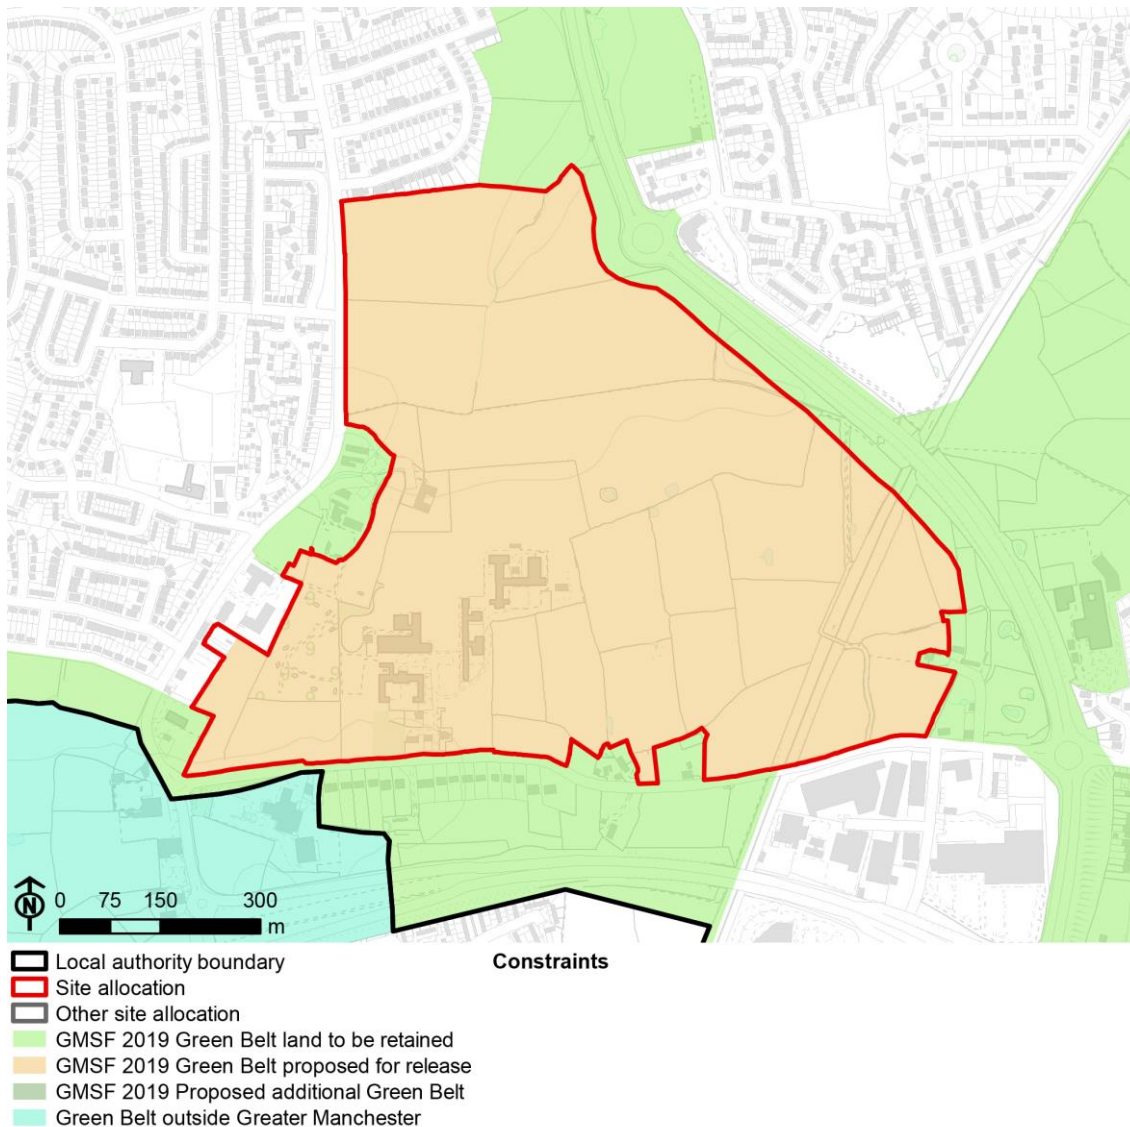 N
0 75 150 300
m
Local authority boundary
Constraints
Site allocation
Other site allocation
GMSF 2019 Green Belt land to be retained
GMSF 2019 Green Belt proposed for release
GMSF 2019 Proposed additional Green Belt
Green Belt outside Greater Manchester